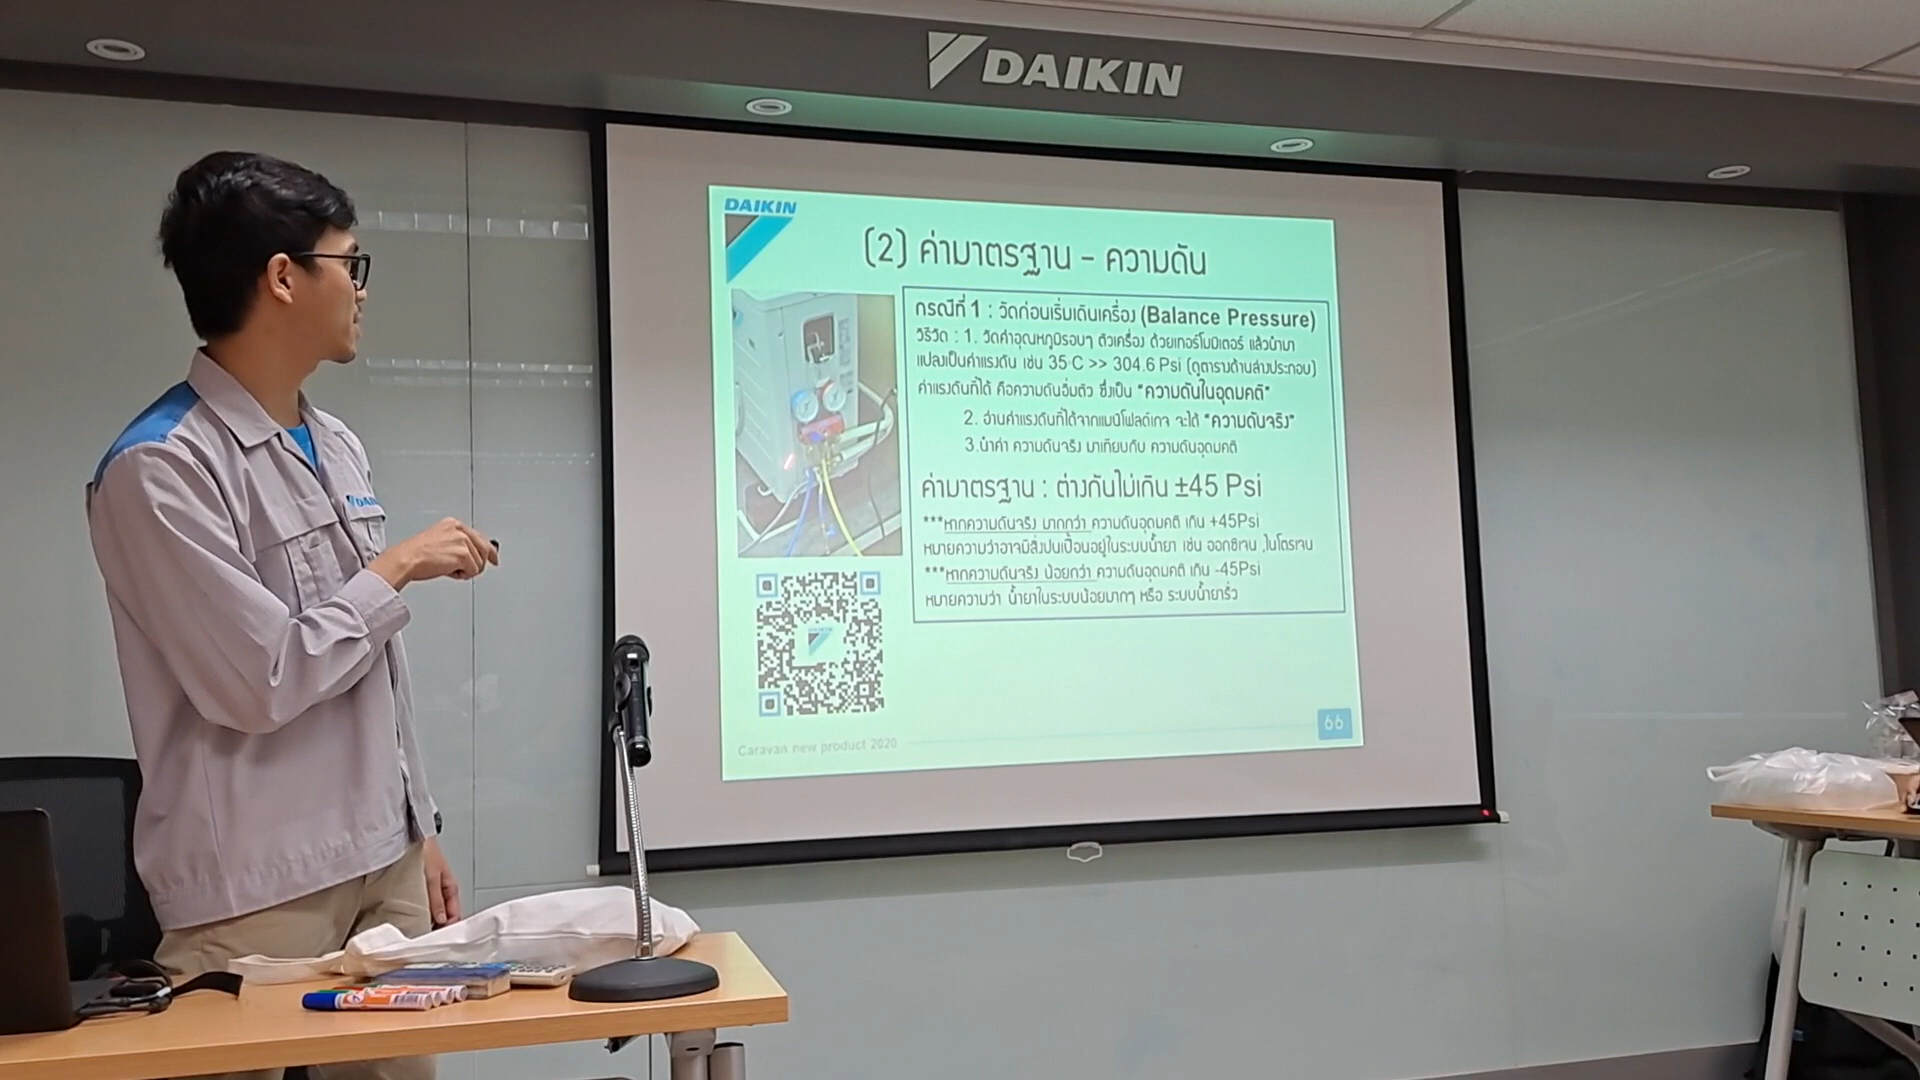 DAIKIN
DAIKIN
(2) ค่ามาตรฐาน - ความดัน
กรณีที่ 1 : วัดก่อนเริ่มเดินเครื่อง (Balance Pressure)
วิธีวัด : 1. วัดค่าอุณหภูมิรอบๆ ตัวเครื่อง ด้วยเทอร์โมมิเตอร์ แล้วนำมา
แปลงเป็นค่าแรงดัน เช่น 35 C >> 304.6 Psi (ดูตารางด้านล่างประกอบ)
ค่าแรงดันที่ได้ คือความดันอิ่มตัว ซึ่งเป็น "ความดันในอุดมคติ"
2. อ่านค่าแรงดันที่ได้จากแมนิโฟลด์เกจ จะได้ "ความดันจริง"
3.นำค่า ความดันจริง มาเทียบกับ ความดันอุดมคติ
ค่ามาตรฐาน : ต่างกันไม่เกิน ±45 Psi
***หากความดันจริง มากกว่า ความดันอุดมคติ เกิน +45Psi
หมายความว่าอาจมีสิ่งปนเปื้อนอยู่ในระบบน้ำยา เช่น ออกซิเจน ,ไนโตรเจน
***หากความดันจริง น้อยกว่า ความดันอุดมคติ เกิน -45Psi
หมายความว่า น้ำยาในระบบน้อยมากๆ หรือ ระบบน้ำยารั่ว
Caravan new product 2020
66